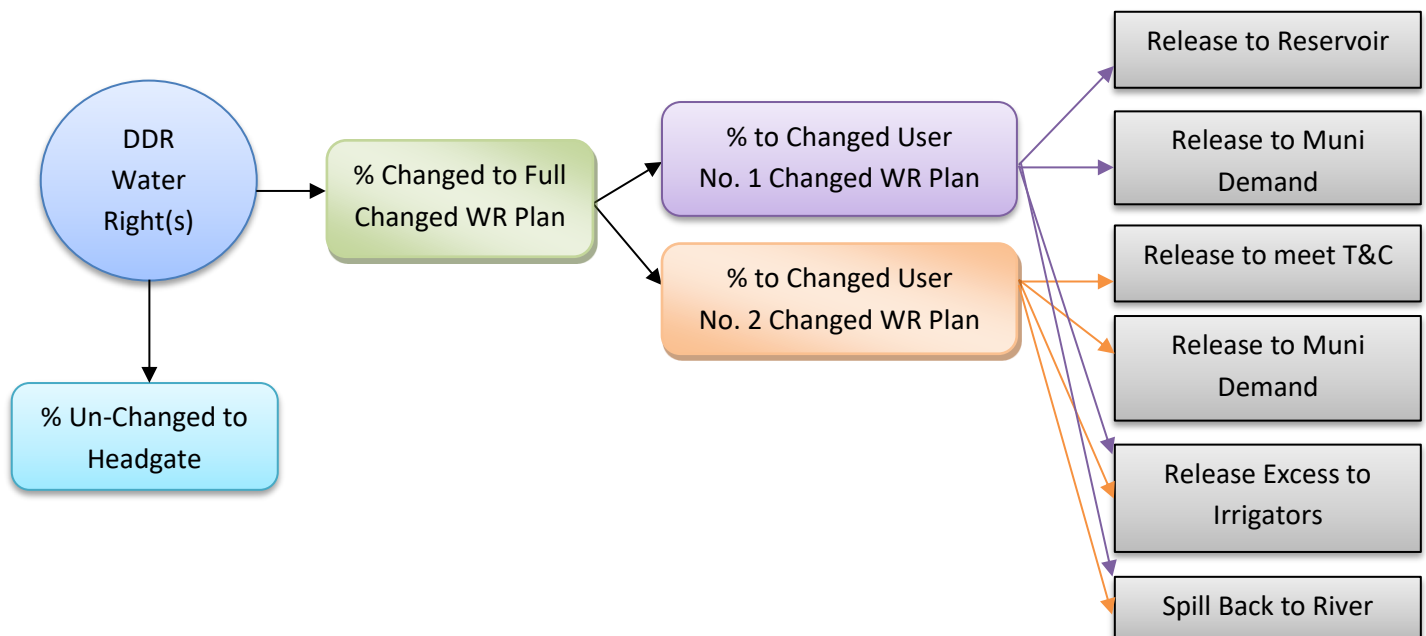 DDR
Water
Right(s)
% Un-Changed to
Headgate
% Changed to Full
Changed WR Plan
% to Changed User
No. 1 Changed WR Plan
% to Changed User
No. 2 Changed WR Plan
Release to Reservoir
Release to Muni
Demand
Release to meet T&C
Release to Muni
Demand
Release Excess to
Irrigators
Spill Back to River